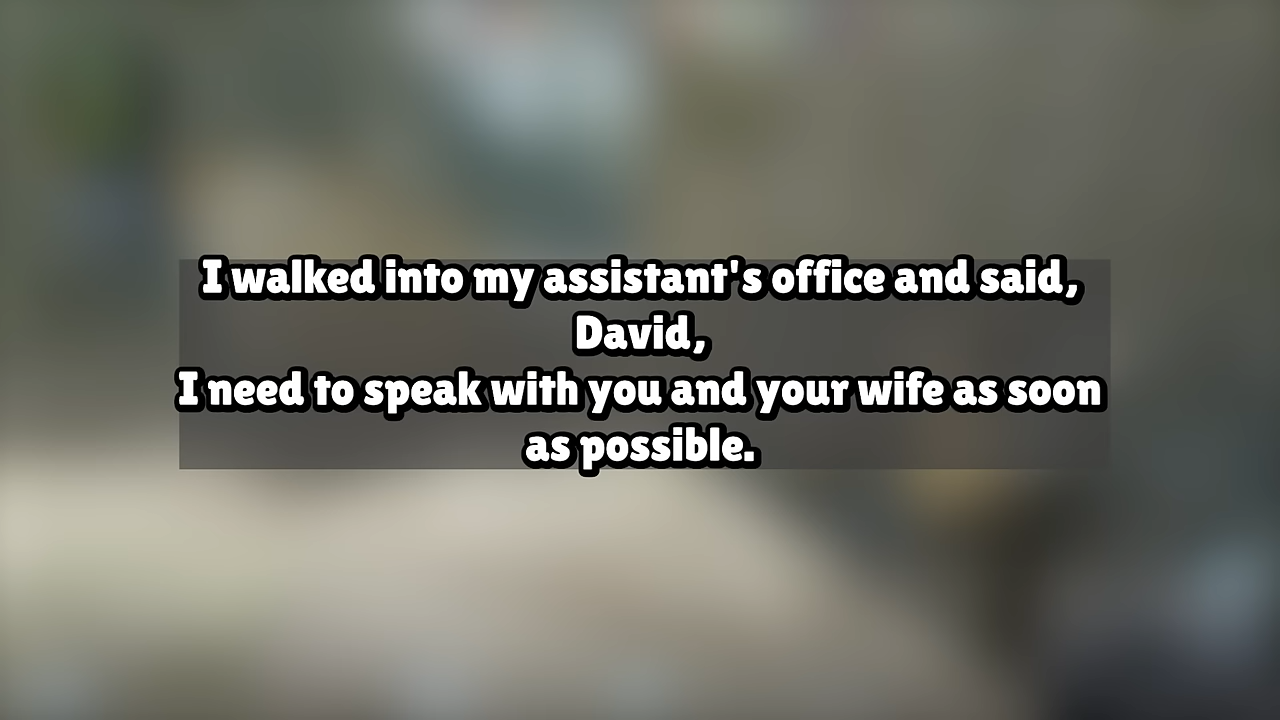 I walked into my assistant's office and said,
David,
I need to speak with you and your wife as soon
as possible.